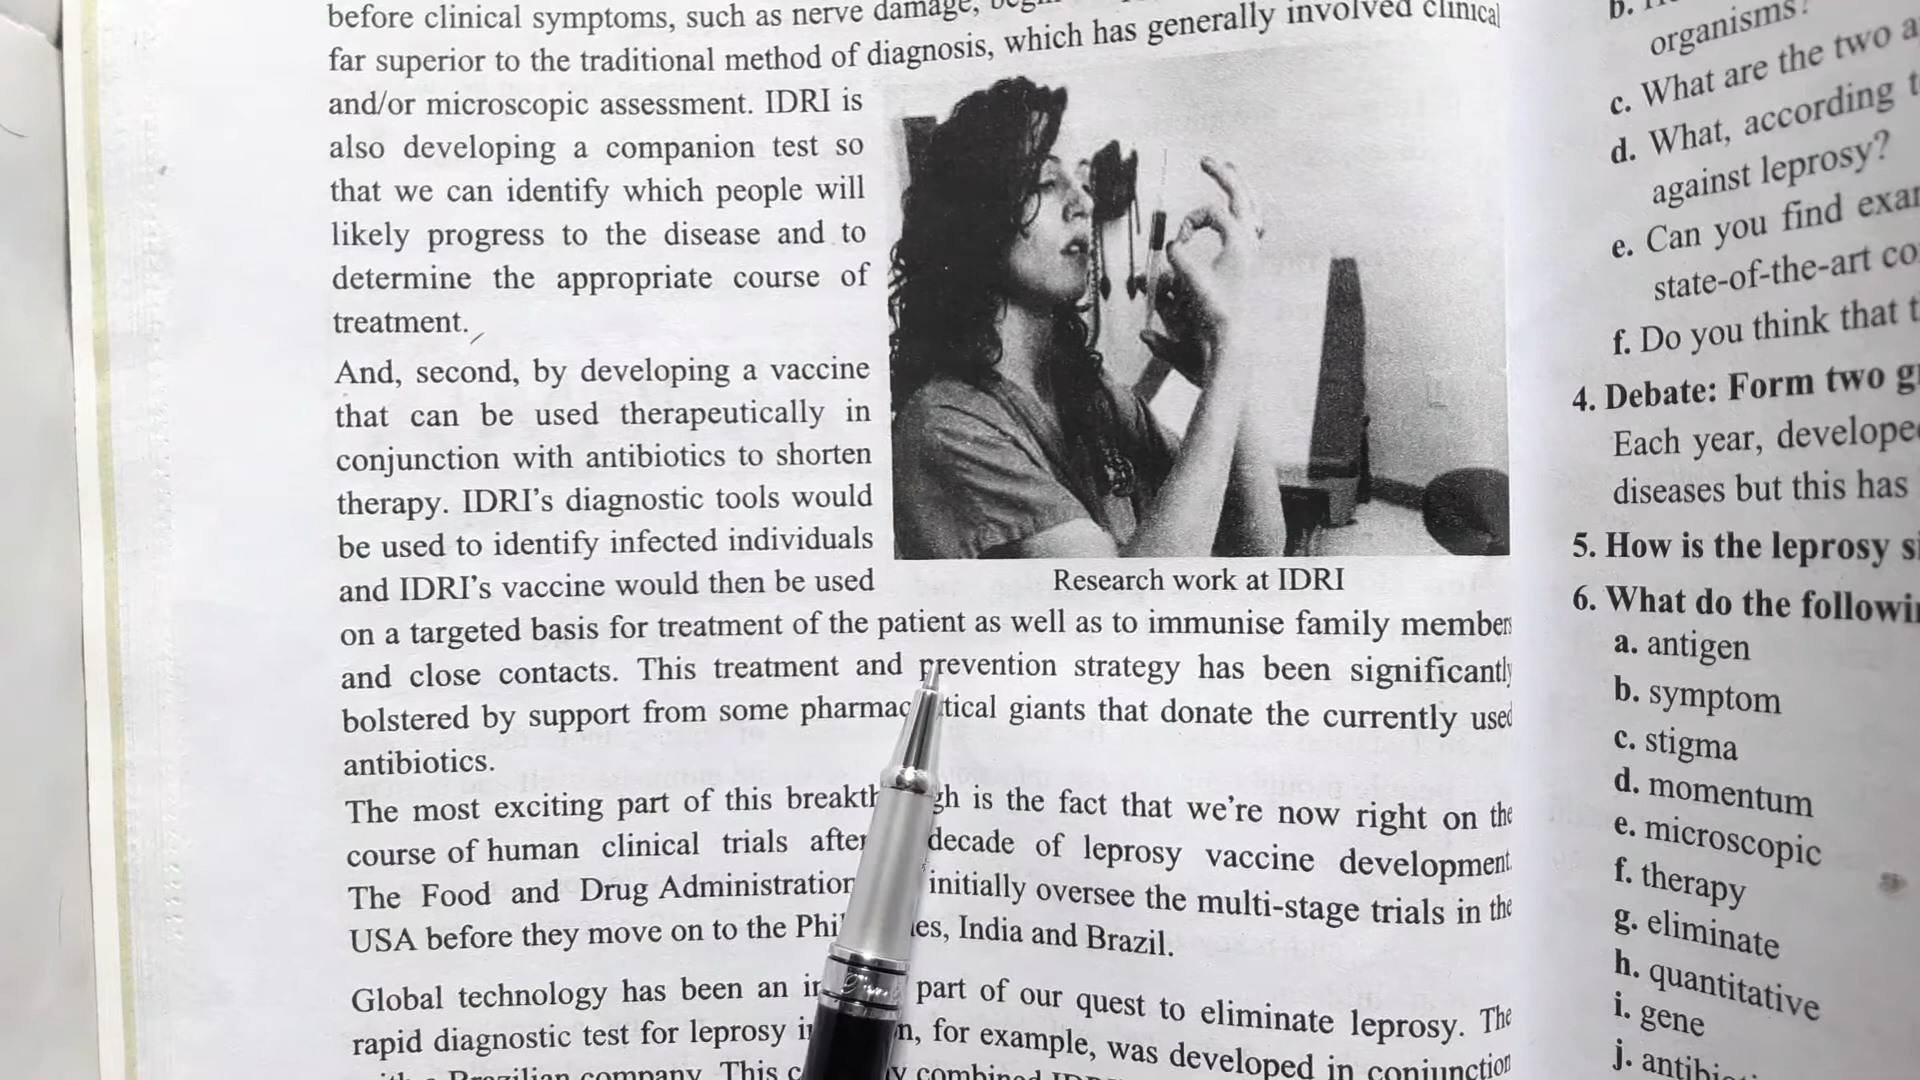 before clinical symptoms, such as nerve damage,
far superior to the traditional method of diagnosis, which has generally involved clinical
and/or microscopic assessment. IDRI is
also developing a companion test so
that we can identify which people will
likely progress to the disease and to
determine the appropriate course of
treatment.
And, second, by developing a vaccine
that can be used therapeutically in
conjunction with antibiotics to shorten
therapy. IDRI's diagnostic tools would
be used to identify infected individuals
and IDRI's vaccine would then be used
Research work at IDRI
on a targeted basis for treatment of the patient as well as to immunise family members
and close contacts. This treatment and prevention strategy has been significantly
bolstered by support from some pharmac tical giants that donate the currently used
antibiotics.
The most exciting part of this breakth gh is the fact that we're now right on the
course of human clinical trials after decade of leprosy vaccine development
The Food and Drug Administration initially oversee the multi-stage trials in the
USA before they move on to the Phi es, India and Brazil.
Global technology has been an part of our quest to eliminate leprosy. The
rapid diagnostic test for leprosy for example, was developed in conjunction
Brazilian company. This combined
b.
organisms?
c. What are the two
d. What, according
against leprosy?
e. Can you find
state-of-the-art
f. Do you think that
4. Debate: Form two
Each year,
diseases but this has
5. How is the leprosy
6. What do the
a. antigen
b. symptom
c. stigma
d. momentum
e. microscopic
f. therapy
g. eliminate
h. quantitative
i. gene
j.